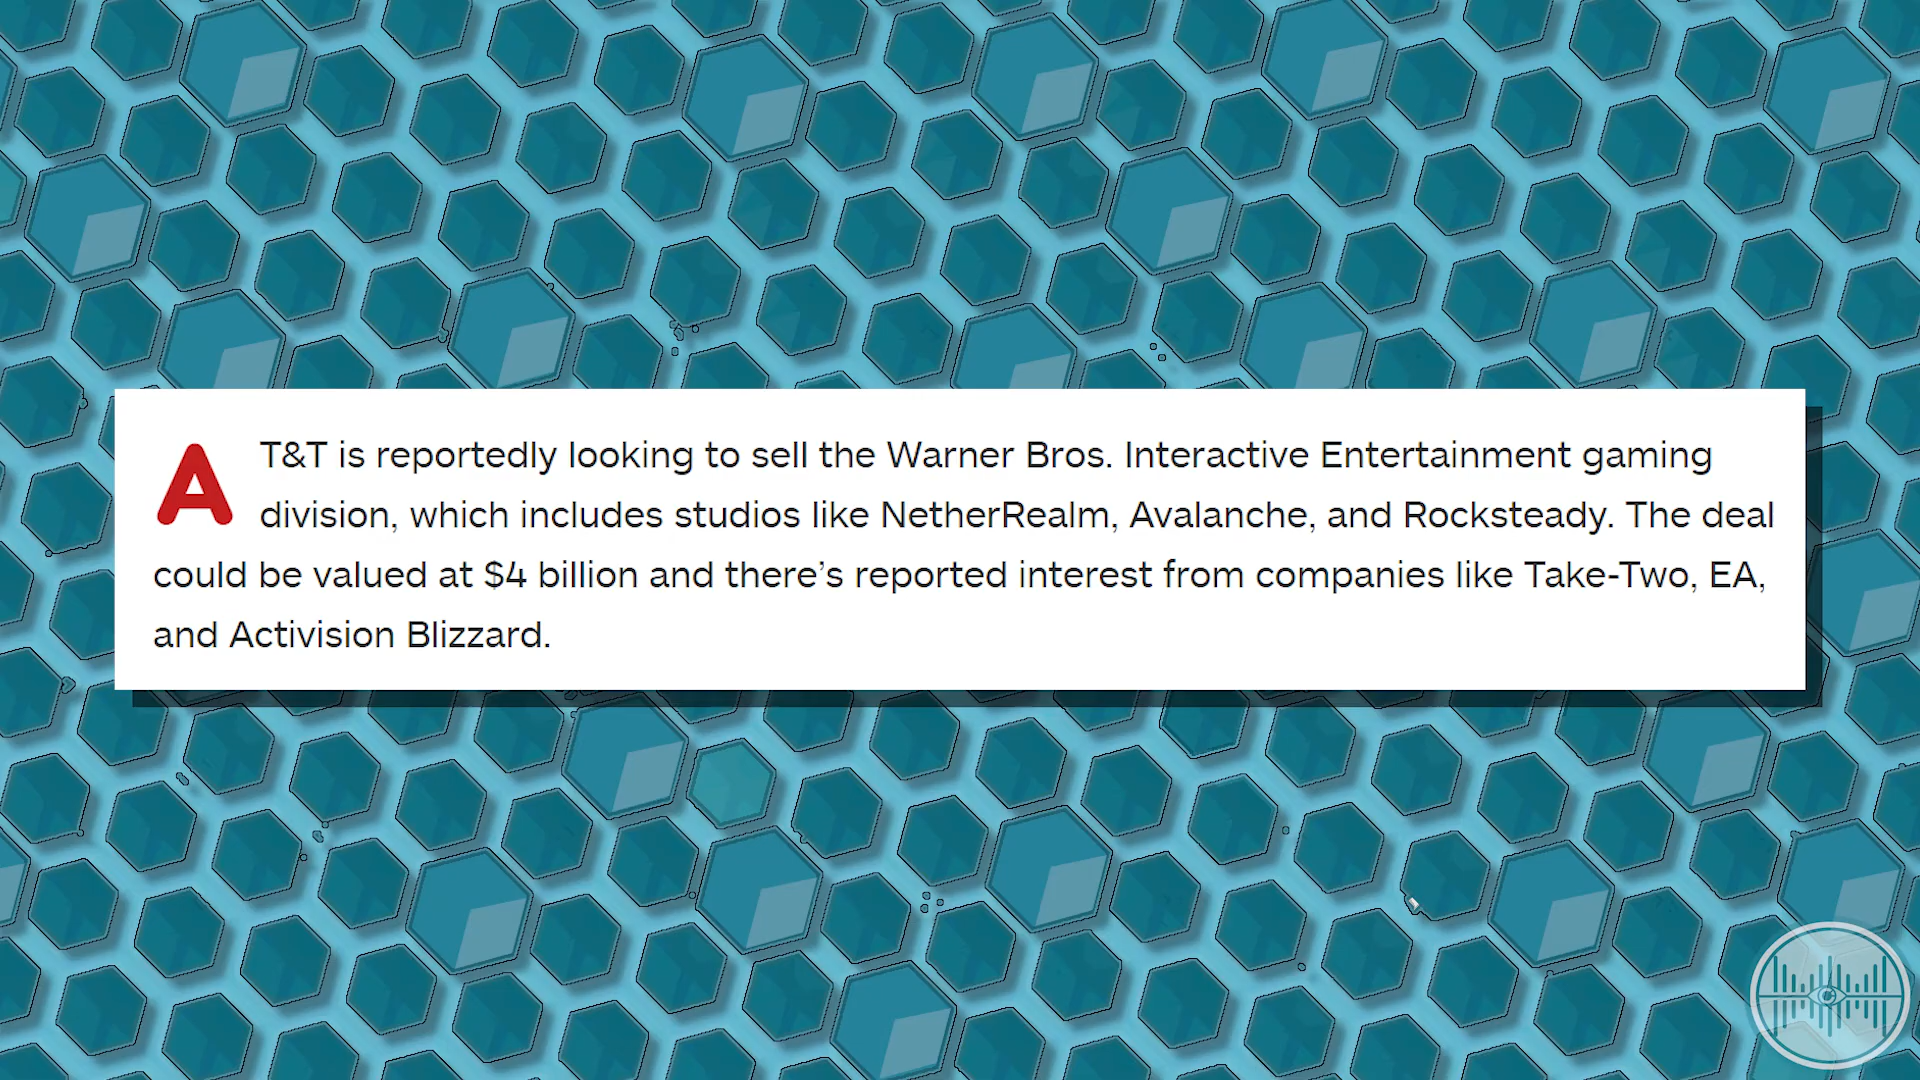 AT&T is reportedly looking to sell the Warner Bros. Interactive Entertainment gaming
division, which includes studios like NetherRealm, Avalanche, and Rocksteady. The deal
could be valued at $4 billion and there’s reported interest from companies like Take-Two, EA,
and Activision Blizzard.